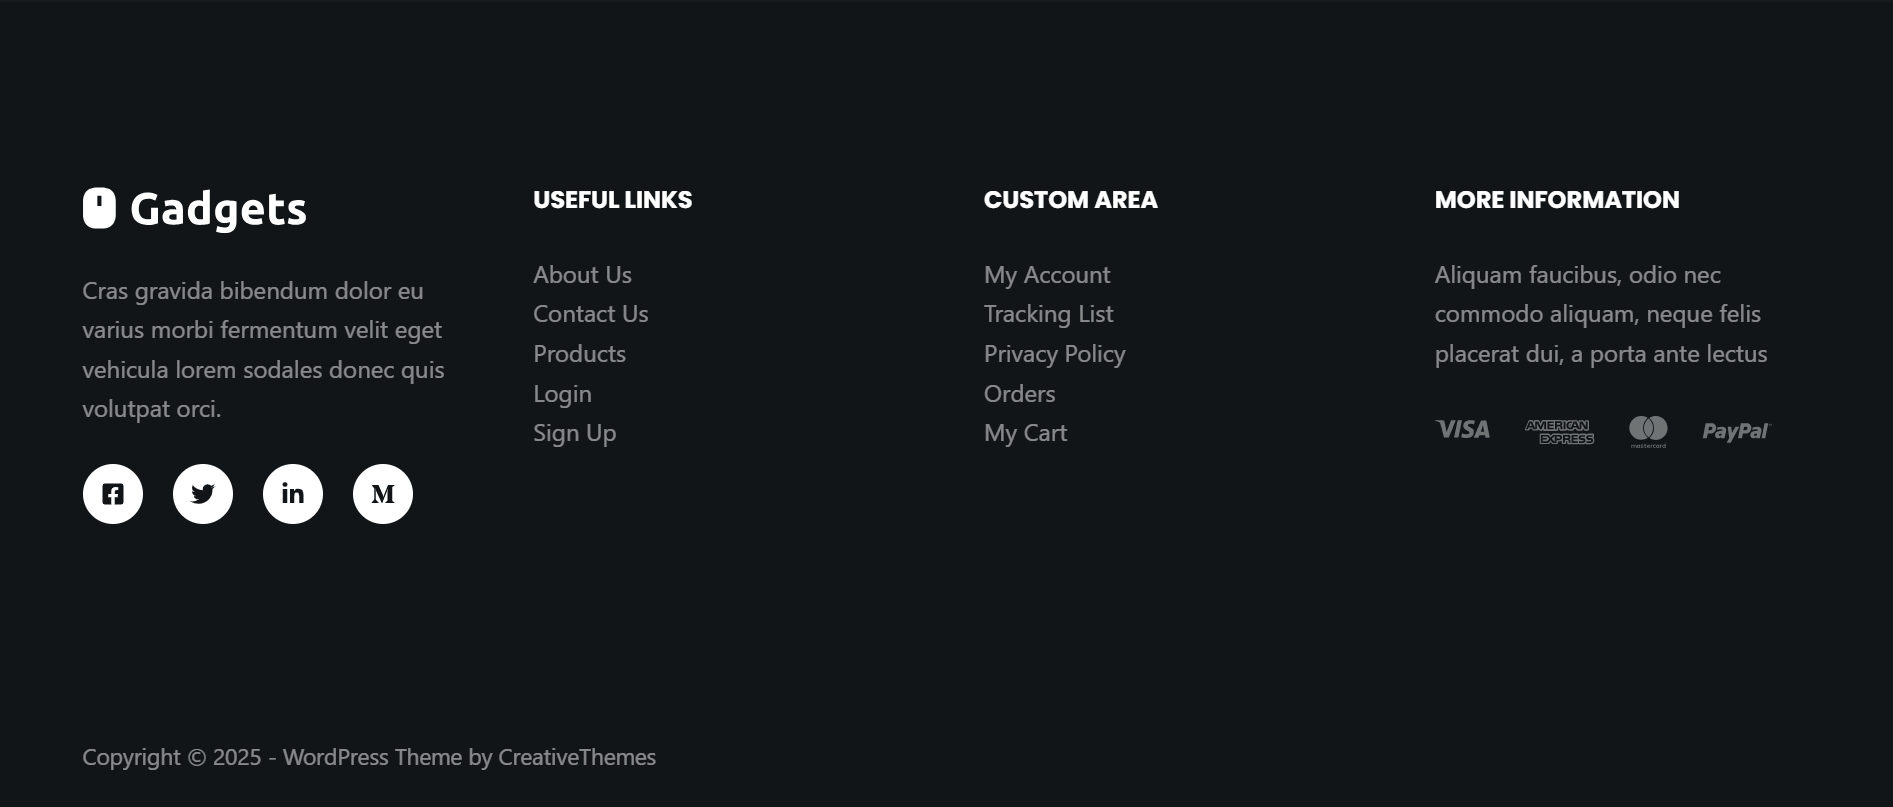 Gadgets
Cras gravida bibendum dolor eu
varius morbi fermentum velit eget
vehicula lorem sodales donec quis
volutpat orci.
in
M
USEFUL LINKS
About Us
Contact Us
Products
Login
Sign Up
CUSTOM AREA
My Account
Tracking List
Privacy Policy
Orders
My Cart
MORE INFORMATION
Aliquam faucibus, odio nec
commodo aliquam, neque felis
placerat dui, a porta ante lectus
VISA
AMERICAN
EXPRESS
mastercard
PayPal
Copyright © 2025 - WordPress Theme by CreativeThemes